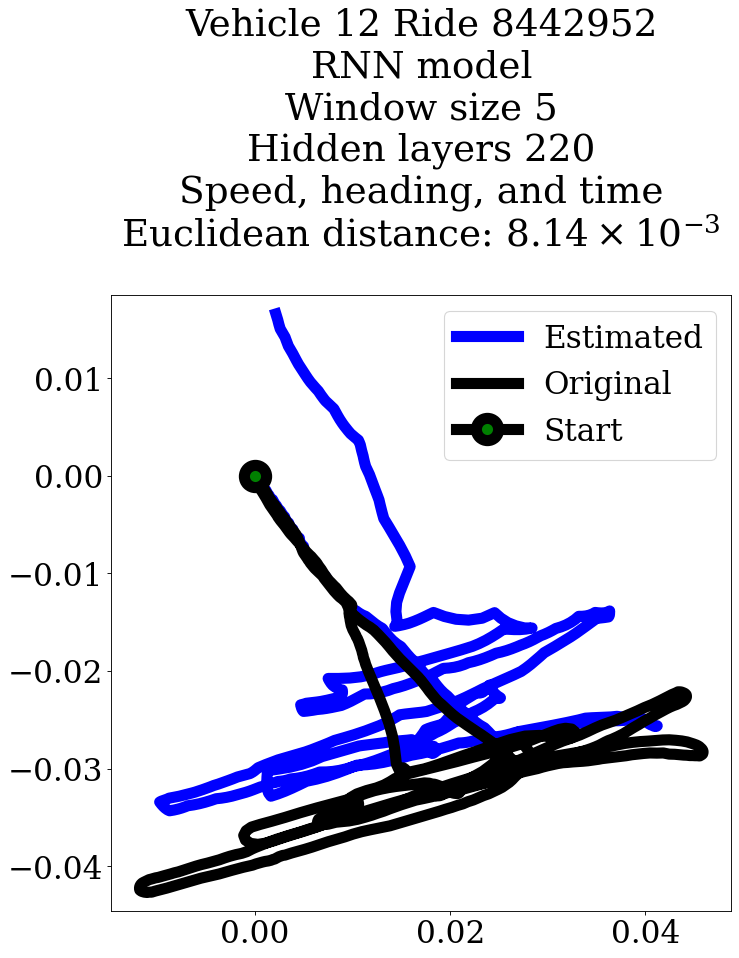 Vehicle 12 Ride 8442952
RNN model
Window size 5
Hidden layers 220
Speed, heading, and time
Euclidean distance: 8.14 × 10⁻³
Estimated
Original
Start
0.01
0.00
−0.01
−0.02
−0.03
−0.04
0.00 0.02 0.04